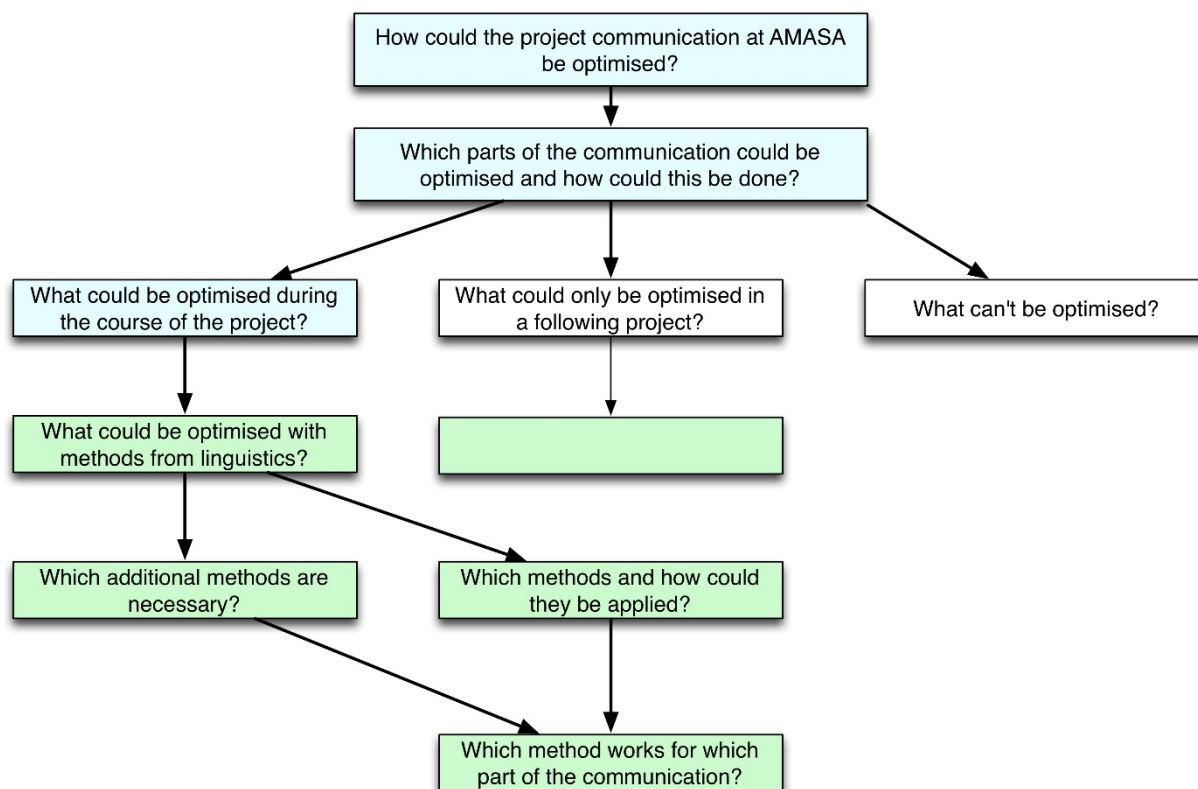 How could the project communication at AMASA
be optimised?
Which parts of the communication could be
optimised and how could this be done?
What could be optimised during
the course of the project?
What could only be optimised in
a following project?
What can't be optimised?
What could be optimised with
methods from linguistics?
Which additional methods are
necessary?
Which methods and how could
they be applied?
Which method works for which
part of the communication?